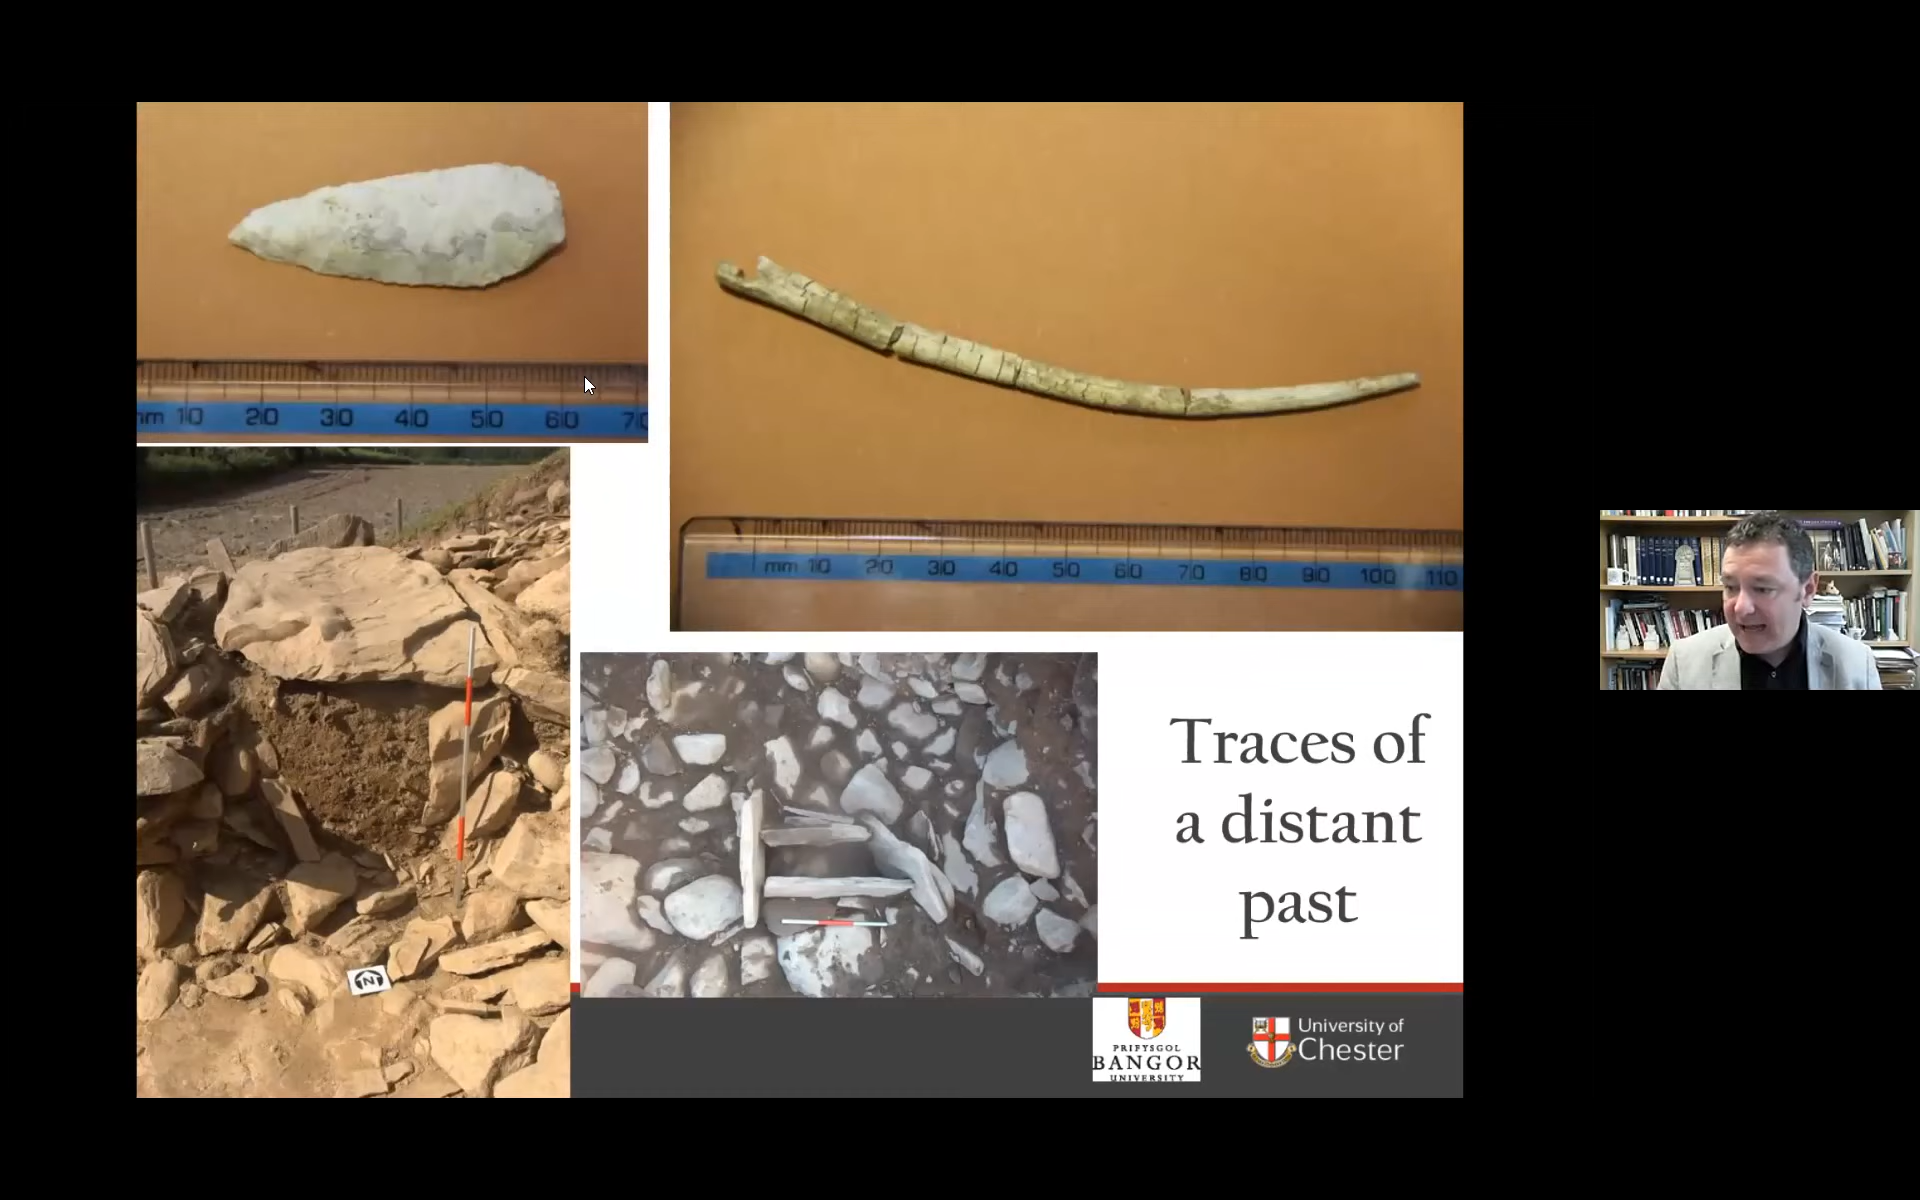 mm 10 20 30 40 50 60 70
mm 10 20 30 40 50 60 70 80 90 100 110
N
Traces of
a distant
past
PRIFYSGOL
BANGOR
UNIVERSITY
University of
Chester